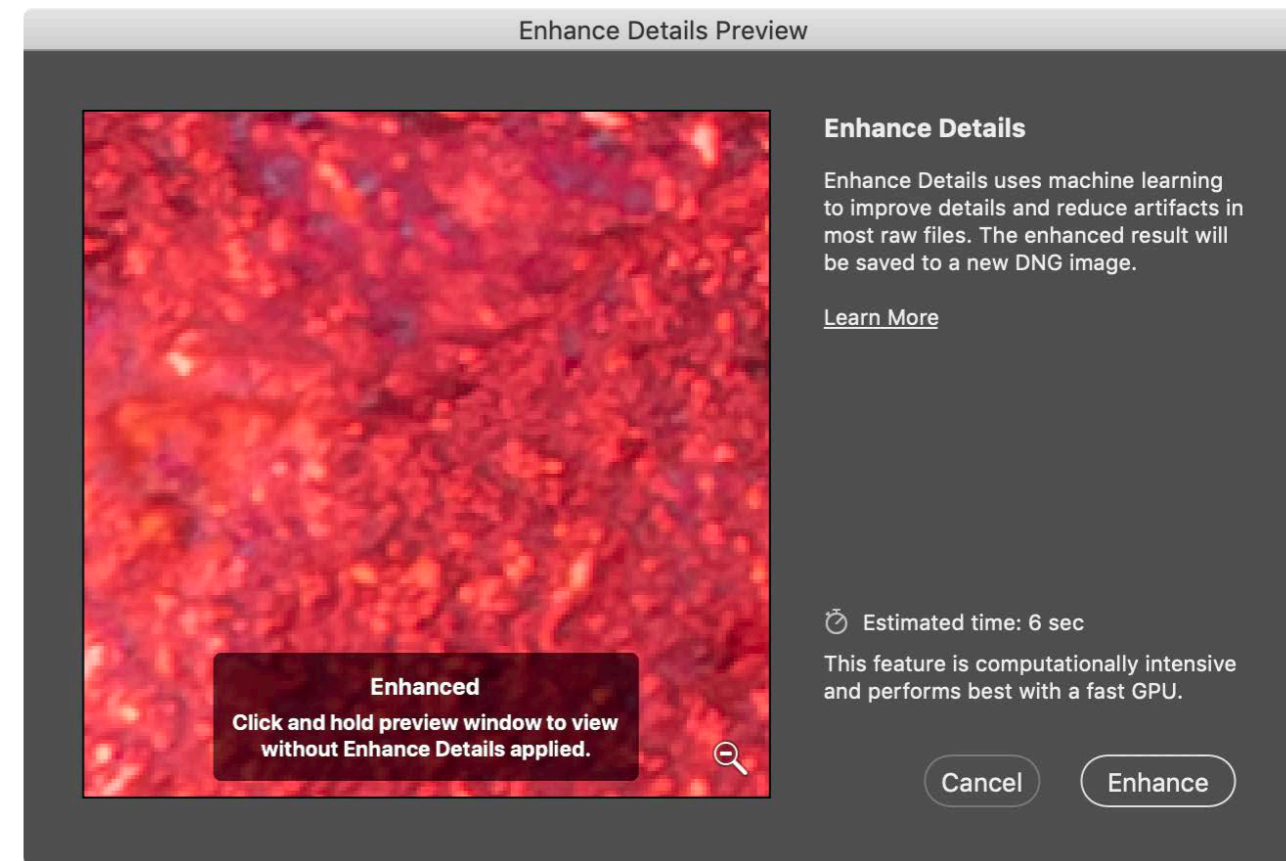 Enhance Details Preview
Enhance Details
Enhance Details uses machine learning
to improve details and reduce artifacts in
most raw files. The enhanced result will
be saved to a new DNG image.
Learn More
Estimated time: 6 sec
This feature is computationally intensive
and performs best with a fast GPU.
Enhanced
Click and hold preview window to view
without Enhance Details applied.
Cancel
Enhance